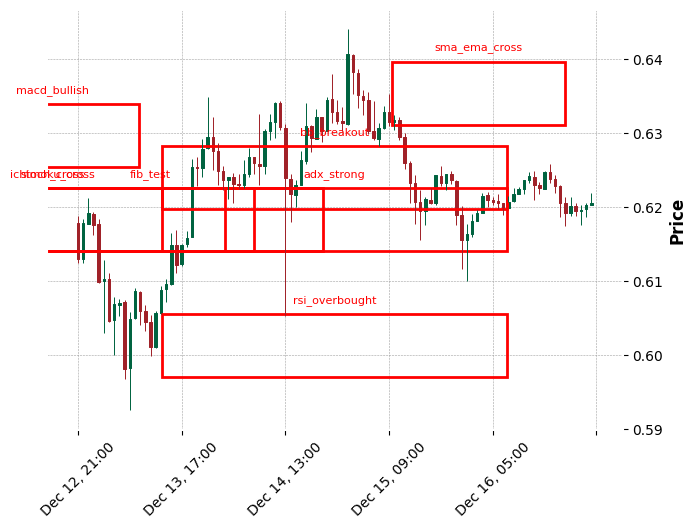 sma_ema_cross
0.64
macd_bullish
bb_breakout
0.63
stoch_cross
fib_test
adx_strong
0.62
Price
0.61
rsi_overbought
0.60
0.59
Dec 12, 21:00
Dec 13, 17:00
Dec 14, 13:00
Dec 15, 09:00
Dec 16, 05:00